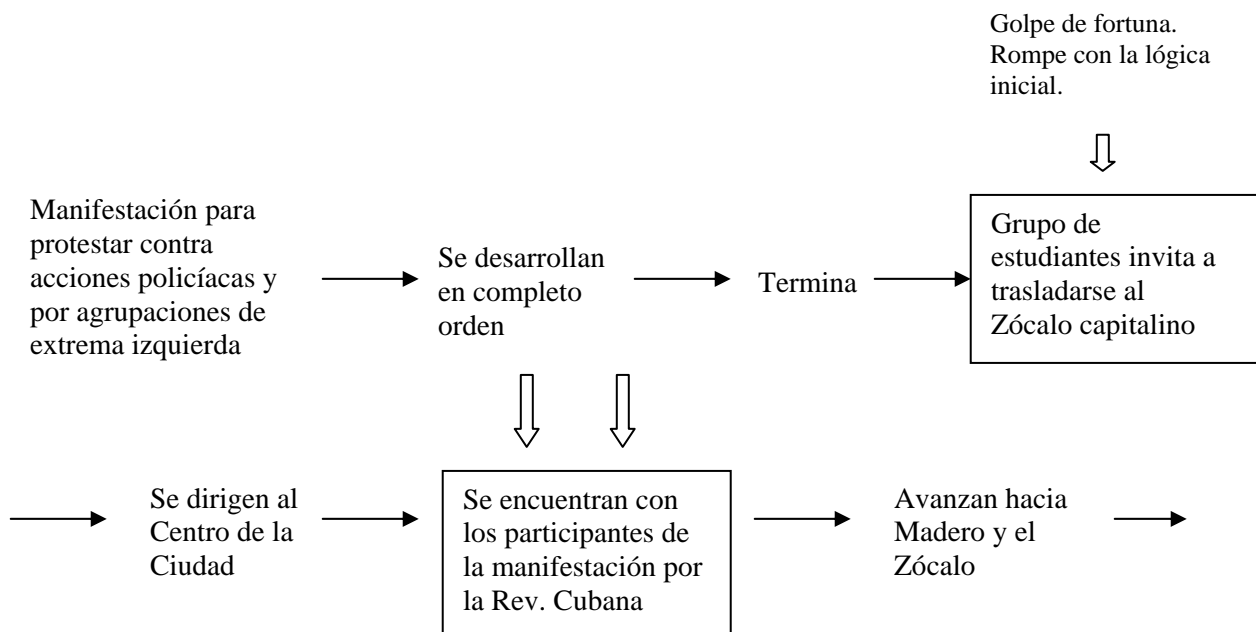 Golpe de fortuna.
Rompe con la lógica
inicial.
Manifestación para
protestar contra
acciones policíacas y
por agrupaciones de
extrema izquierda
Se desarrollan
en completo
orden
Termina
Grupo de
estudiantes invita a
trasladarse al
Zócalo capitalino
Se dirigen al
Centro de la
Ciudad
Se encuentran con
los participantes de
la manifestación por
la Rev. Cubana
Avanzan hacia
Madero y el
Zócalo